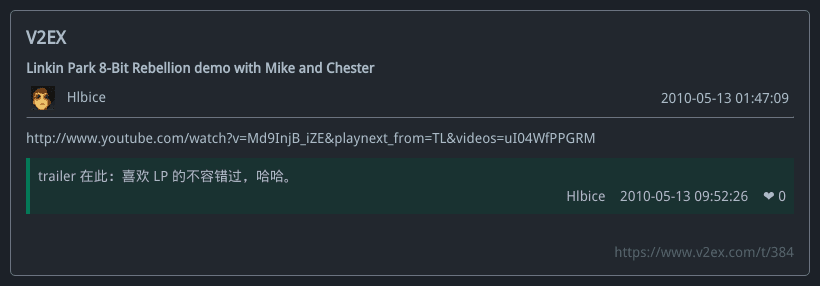 V2EX
Linkin Park 8-Bit Rebellion demo with Mike and Chester
Hlbice 2010-05-13 01:47:09
http://www.youtube.com/watch?v=Md9InjB_iZE&playnext_from=TL&videos=uI04WfPPGRM
trailer 在此：喜欢 LP 的不容错过，哈哈。
Hlbice 2010-05-13 09:52:26 ❤ 0
https://www.v2ex.com/t/384